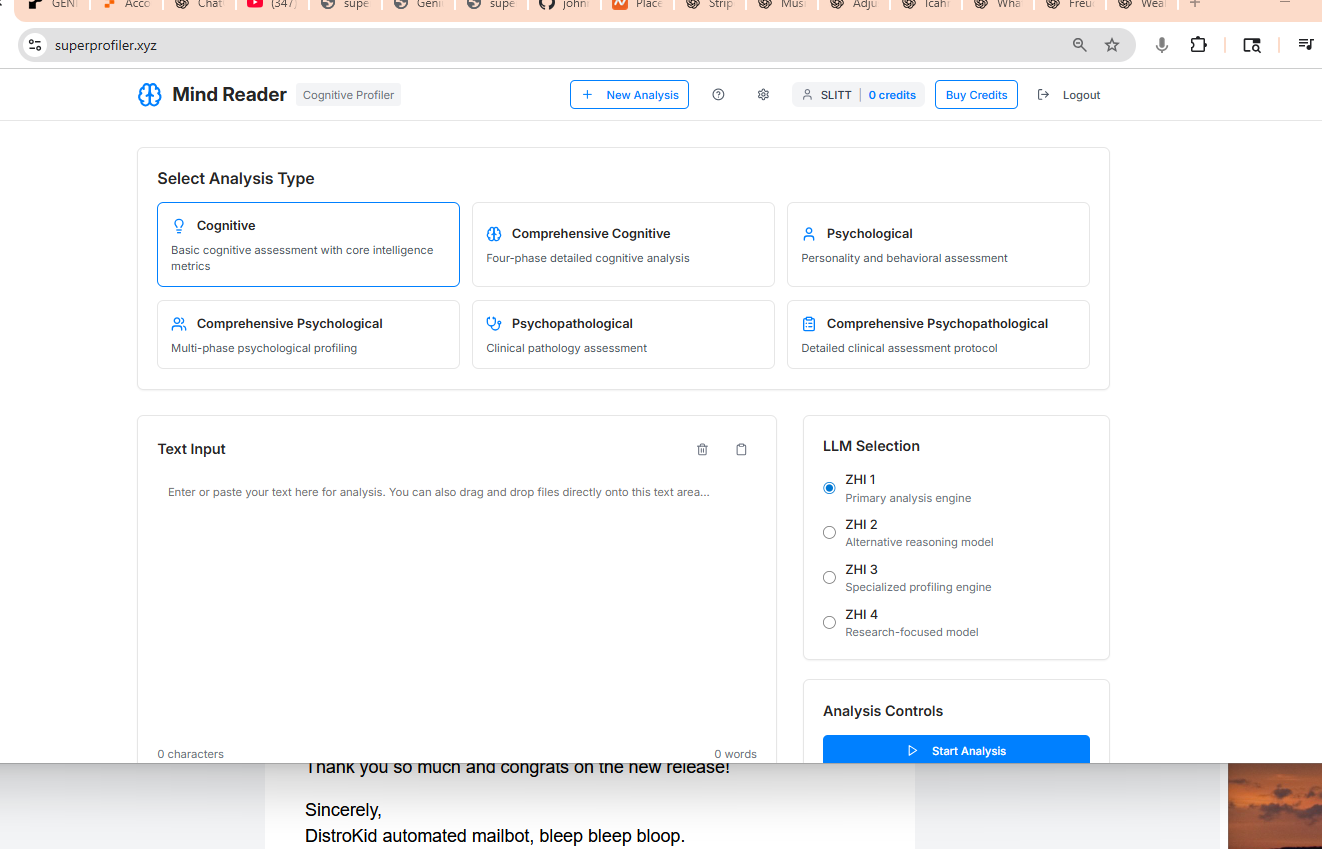 GENI
Acco
Chat
(347)
supe
Geni
supe
john
Place
Strip
Mus
Adju
Icahn
Wha
Freu
Wea
superprofiler.xyz
Mind Reader
Cognitive Profiler
New Analysis
SLITT
0 credits
Buy Credits
Logout
Select Analysis Type
Cognitive
Basic cognitive assessment with core intelligence
metrics
Comprehensive Cognitive
Four-phase detailed cognitive analysis
Psychological
Personality and behavioral assessment
Comprehensive Psychological
Multi-phase psychological profiling
Psychopathological
Clinical pathology assessment
Comprehensive Psychopathological
Detailed clinical assessment protocol
Text Input
Enter or paste your text here for analysis. You can also drag and drop files directly onto this text area...
0 characters
0 words
LLM Selection
ZHI 1
Primary analysis engine
ZHI 2
Alternative reasoning model
ZHI 3
Specialized profiling engine
ZHI 4
Research-focused model
Analysis Controls
Start Analysis
Thank you so much and congrats on the new release!
Sincerely,
DistroKid automated mailbot, bleep bleep bloop.